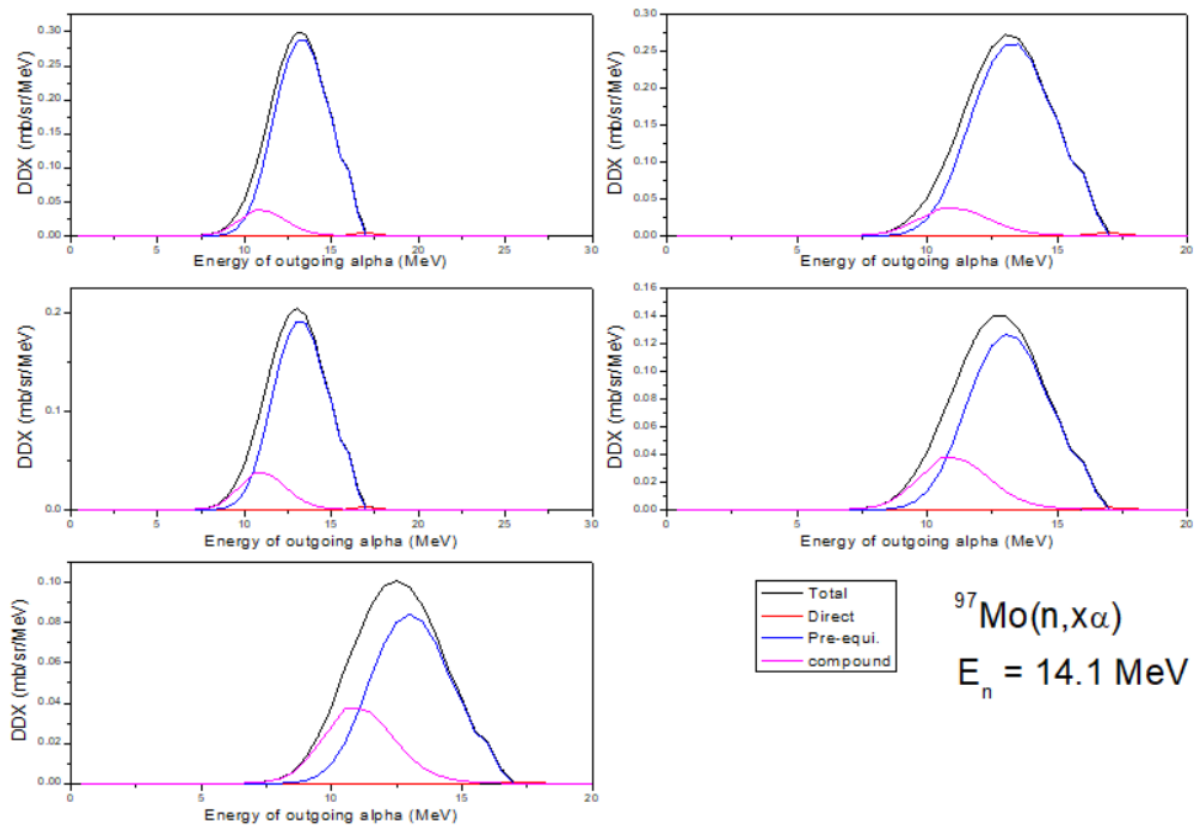 DDX (mb/sr/MeV)
0.30
0.25
0.20
0.15
0.10
0.05
0.00
0 5 10 15 20 25 30
Energy of outgoing alpha (MeV)
DDX (mb/sr/MeV)
0.30
0.25
0.20
0.15
0.10
0.05
0.00
0 5 10 15 20
Energy of outgoing alpha (MeV)
DDX (mb/sr/MeV)
0.2
0.1
0.0
0 5 10 15 20 25 30
Energy of outgoing alpha (MeV)
DDX (mb/sr/MeV)
0.16
0.14
0.12
0.10
0.08
0.06
0.04
0.02
0.00
0 5 10 15 20
Energy of outgoing alpha (MeV)
DDX (mb/sr/MeV)
0.10
0.08
0.06
0.04
0.02
0.00
0 5 10 15 20
Energy of outgoing alpha (MeV)
Total
Direct
Pre-equi.
compound
⁹⁷Mo(n,xα)
Eₙ = 14.1 MeV